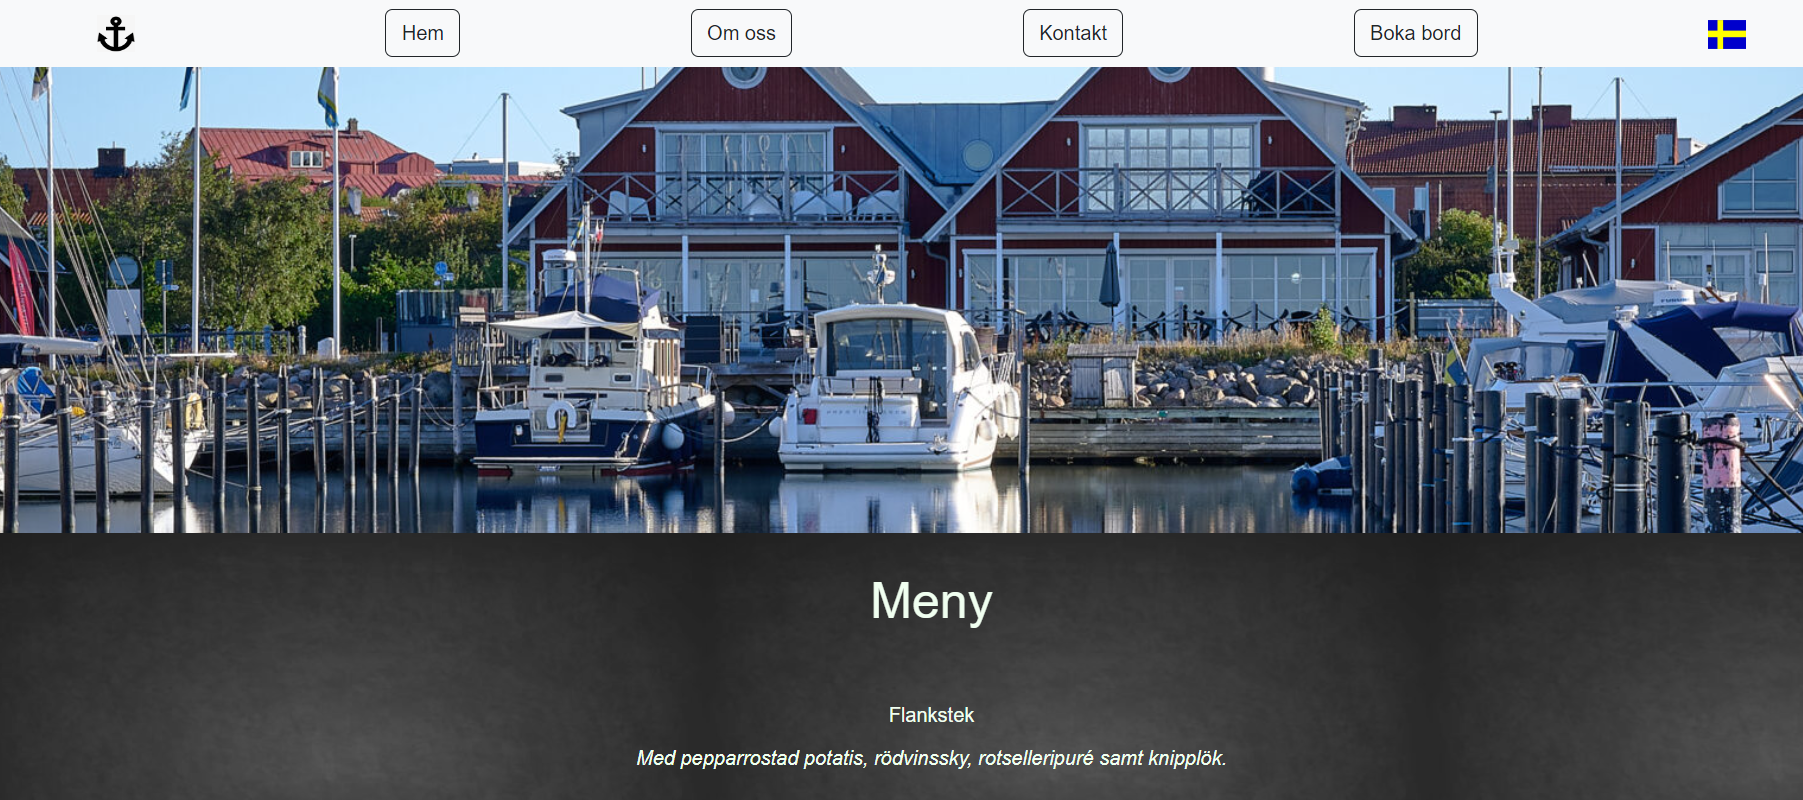 Hem
Om oss
Kontakt
Boka bord
Meny
Flankstek
Med pepparrostad potatis, rödvinssky, rotselleripuré samt knipplök.